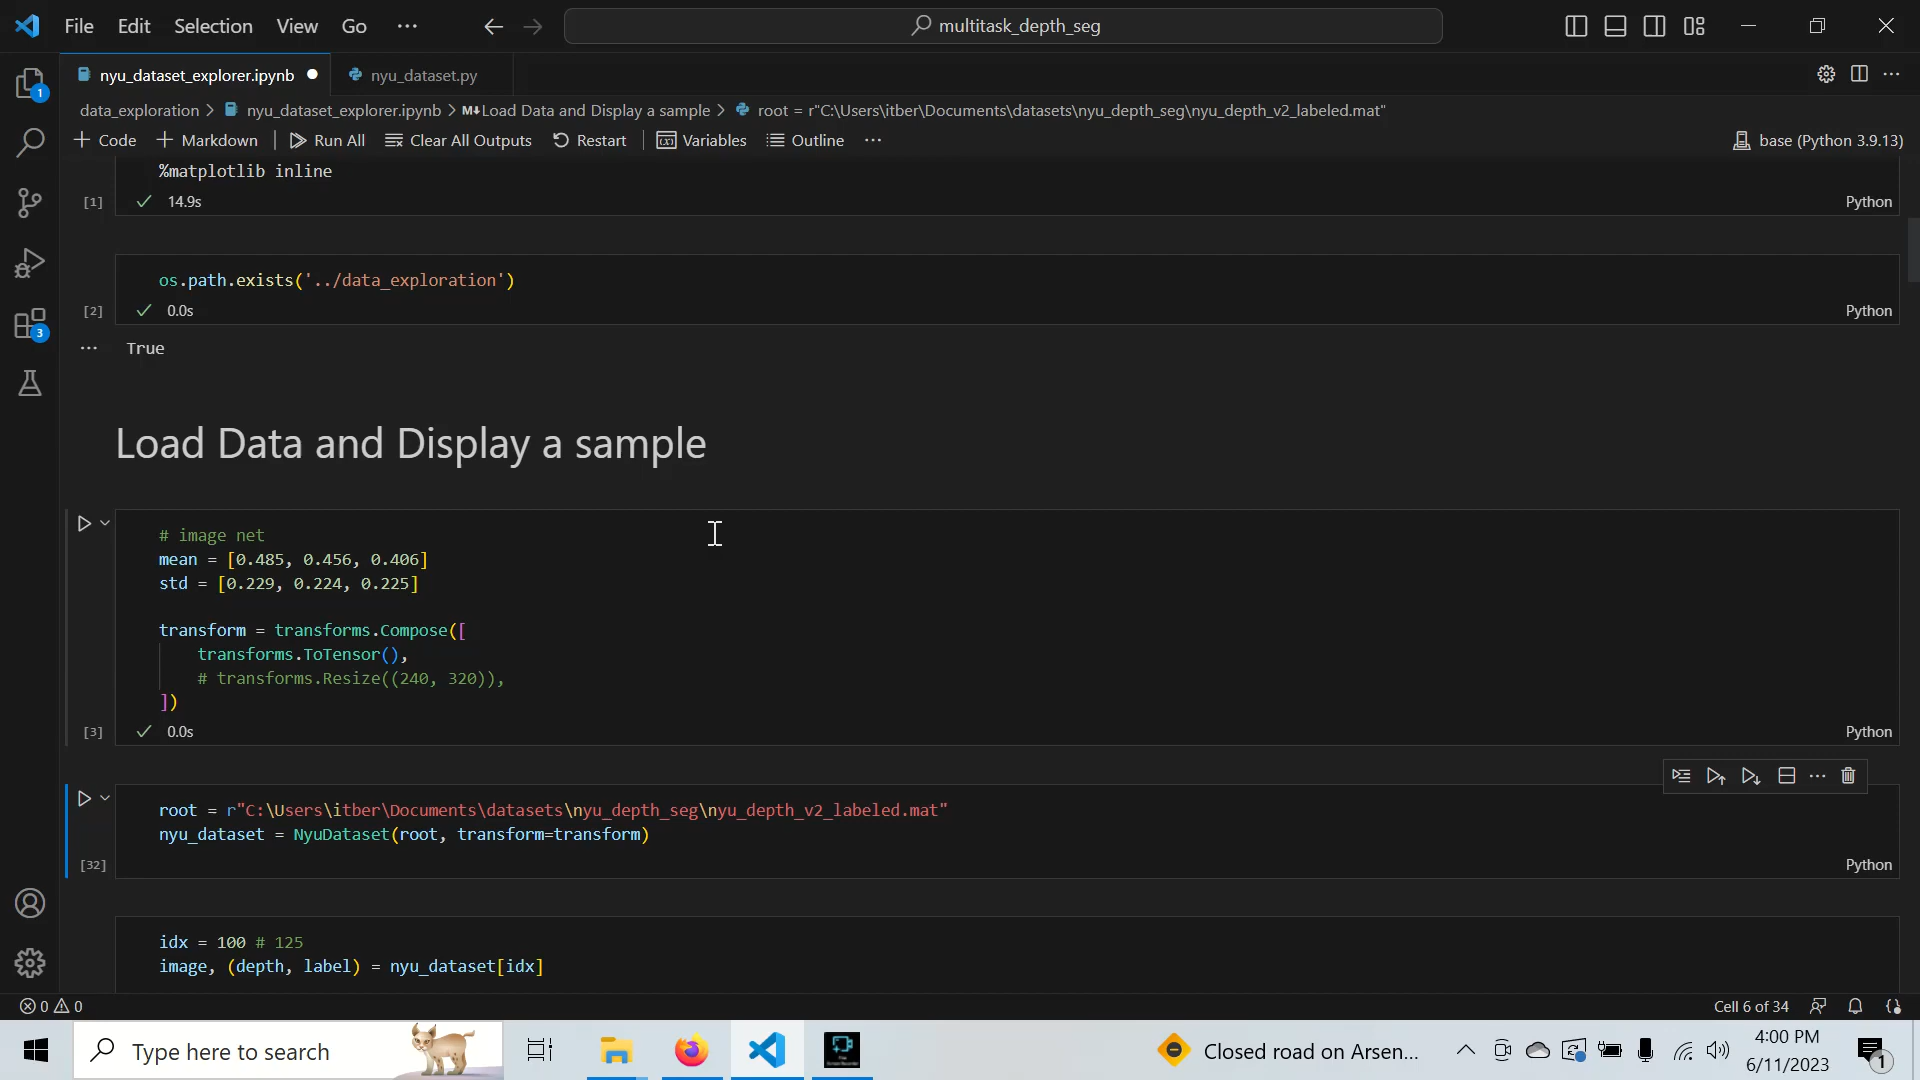 File Edit Selection View Go ···
multitask_depth_seg
nyu_dataset_explorer.ipynb
nyu_dataset.py
data_exploration > nyu_dataset_explorer.ipynb > M↓Load Data and Display a sample > root = r"C:\Users\itber\Documents\datasets\nyu_depth_seg\nyu_depth_v2_labeled.mat"
+ Code + Markdown Run All Clear All Outputs Restart Variables Outline ···
base (Python 3.9.13)
%matplotlib inline
[1] 14.9s Python
os.path.exists('../data_exploration')
[2] 0.0s Python
··· True
Load Data and Display a sample
# image net
mean = [0.485, 0.456, 0.406]
std = [0.229, 0.224, 0.225]
transform = transforms.Compose([
transforms.ToTensor(),
# transforms.Resize((240, 320)),
])
[3] 0.0s Python
root = r"C:\Users\itber\Documents\datasets\nyu_depth_seg\nyu_depth_v2_labeled.mat"
nyu_dataset = NyuDataset(root, transform=transform)
[32] Python
idx = 100 # 125
image, (depth, label) = nyu_dataset[idx]
1
3
0 0
Cell 6 of 34
Type here to search
Closed road on Arsen...
4:00 PM
6/11/2023
1